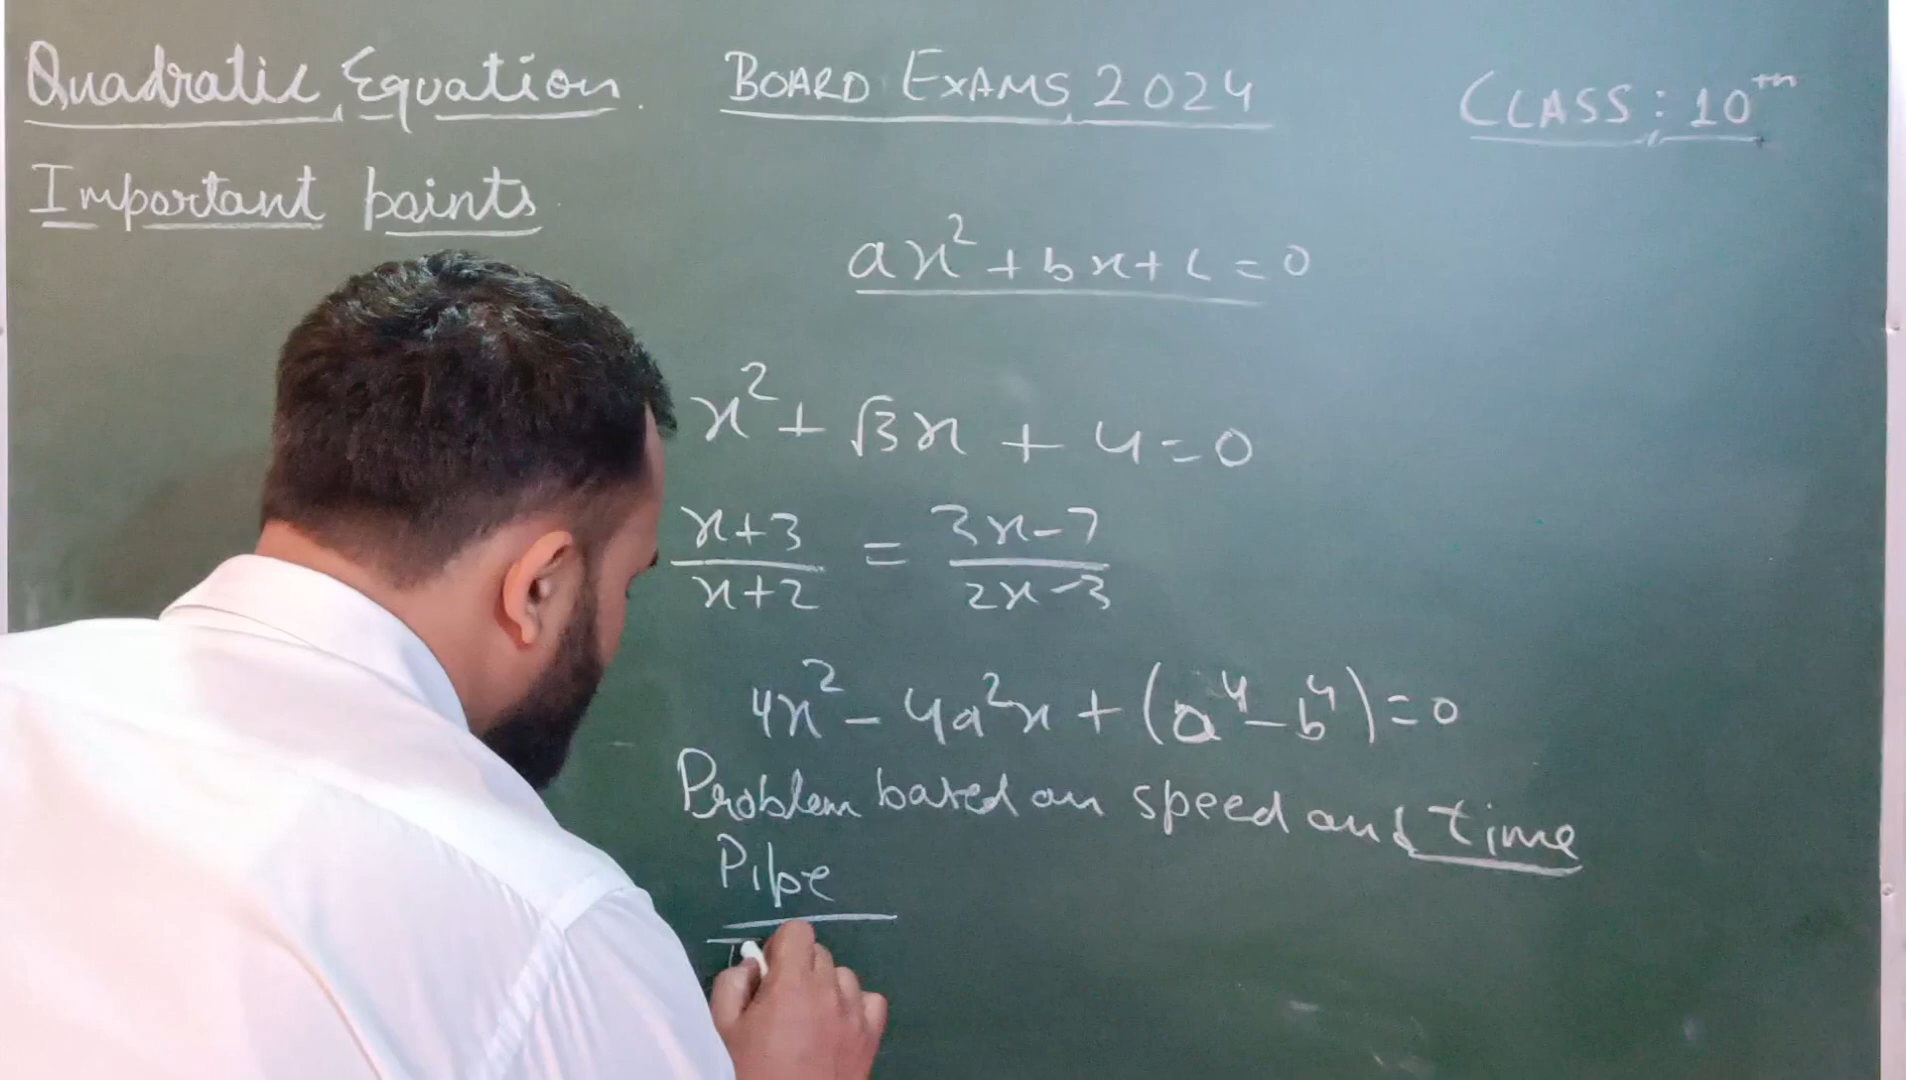 Quadratic Equation. BOARD EXAMS 2024 CLASS: 10th
Important points
ax²+bx+c=0
x²+√3x+4=0
x+3/x+2 = 3x-7/2x-3
4x²-4a²x+(a⁴-b⁴)=0
Problem based on speed and time
Pipe